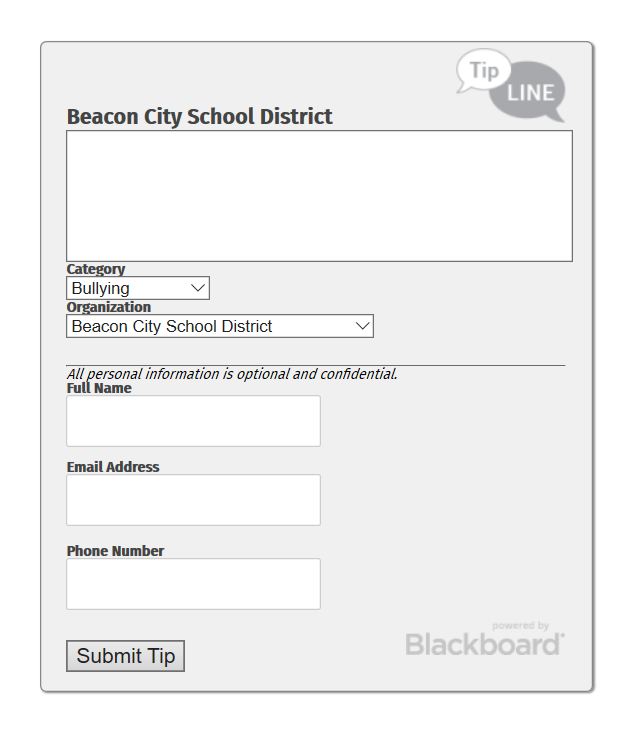 Tip
LINE
Beacon City School District
Category
Bullying
Organization
Beacon City School District
All personal information is optional and confidential.
Full Name
Email Address
Phone Number
Submit Tip
powered by
Blackboard®